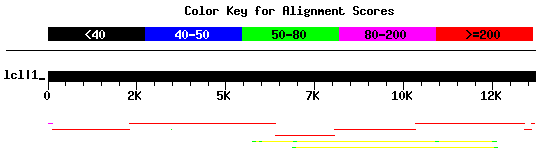 Color Key for Alignment Scores
<40 40-50 50-80 80-200 >=200
lcl|1_
0 2K 5K 7K 10K 12K